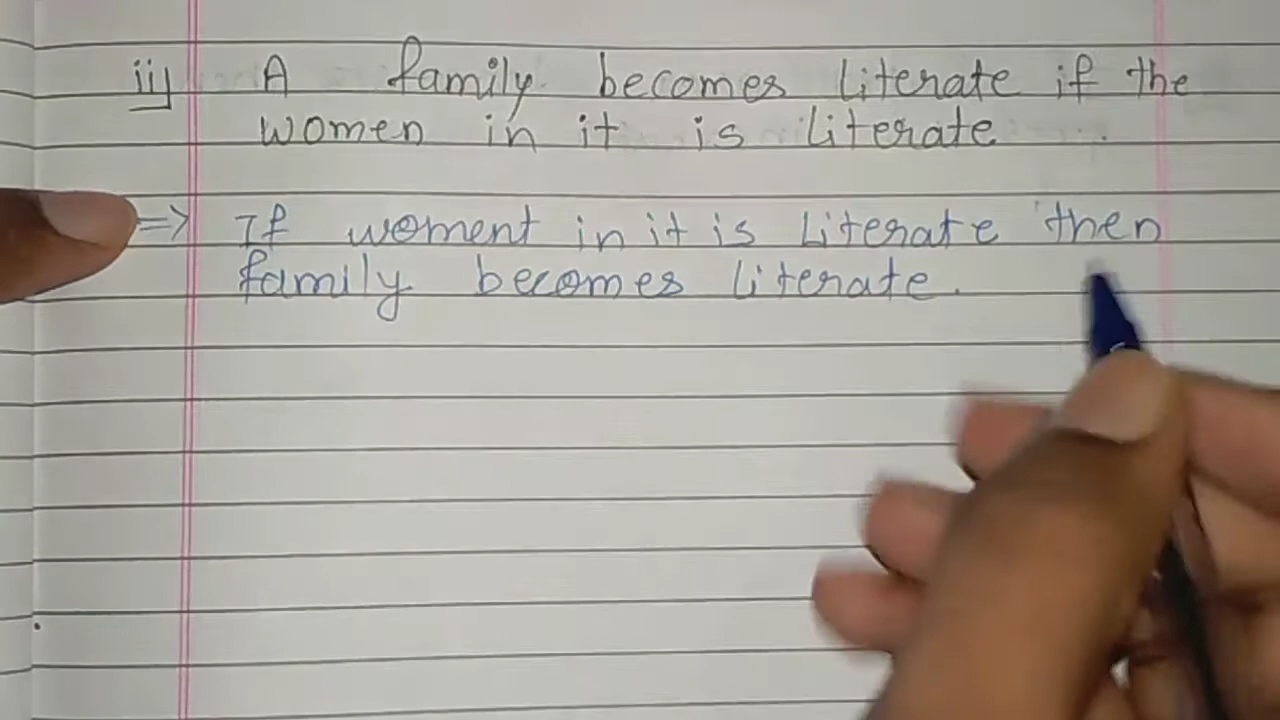 ii) A family becomes literate if the
women in it is literate
=> If woment in it is literate then
family becomes literate.